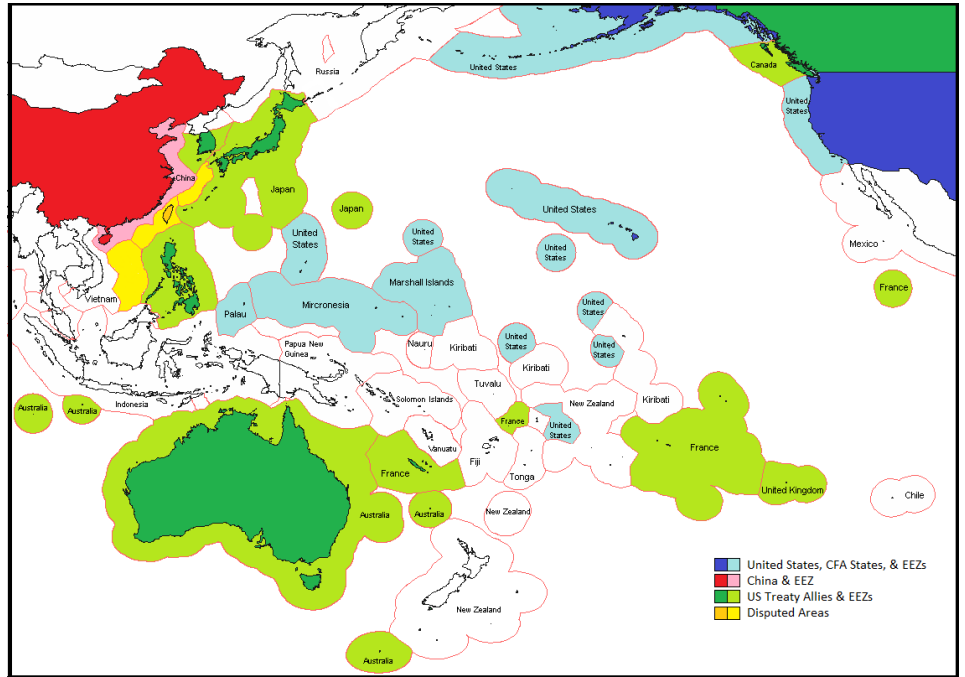 Russia
United States
Canada
United
States
China
Japan
Japan
United States
United
States
United
States
United
States
Mexico
Marshall Islands
France
Vietnam
Palau
Mircronesia
United
States
Papua New
Guinea
Nauru
Kiribati
United
States
United
States
Kiribati
Tuvalu
Indonesia
Australia
Australia
Solomon Islands
New Zealand
Kiribati
France
United
States
Vanuatu
Fiji
Tonga
France
France
United Kingdom
Chile
Australia
Australia
New Zealand
New Zealand
Australia
United States, CFA States, & EEZs
China & EEZ
US Treaty Allies & EEZs
Disputed Areas